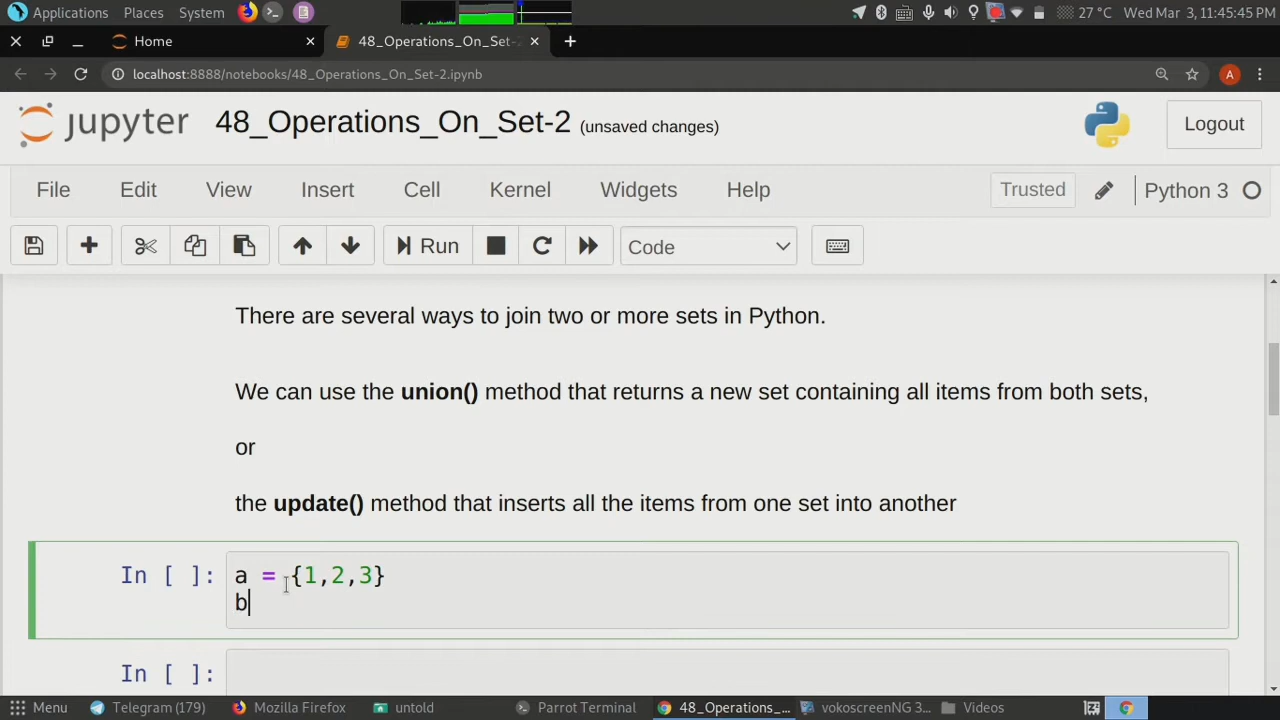 Applications Places System 27 °C Wed Mar 3, 11:45:45 PM
Home 48_Operations_On_Set-
localhost:8888/notebooks/48_Operations_On_Set-2.ipynb A
jupyter 48_Operations_On_Set-2 (unsaved changes) Logout
File Edit View Insert Cell Kernel Widgets Help Trusted Python 3
Run Code
There are several ways to join two or more sets in Python.
We can use the union() method that returns a new set containing all items from both sets,
or
the update() method that inserts all the items from one set into another
In [ ]: a = {1,2,3}
b
In [ ]:
Menu Telegram (179) Mozilla Firefox untold Parrot Terminal 48_Operations_... vokoscreenNG 3... Videos